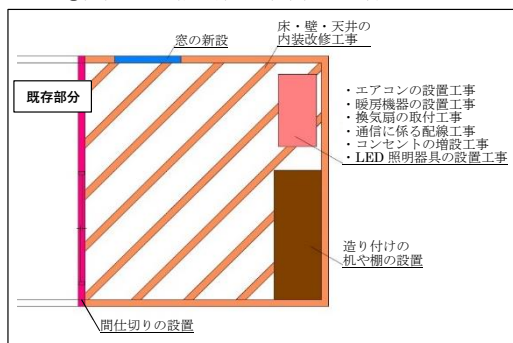 窓の新設
床・壁・天井の
内装改修工事
既存部分
・エアコンの設置工事
・暖房機器の設置工事
・換気扇の取付工事
・通信に係る配線工事
・コンセントの増設工事
・LED 照明器具の設置工事
造り付けの
机や棚の設置
間仕切りの設置